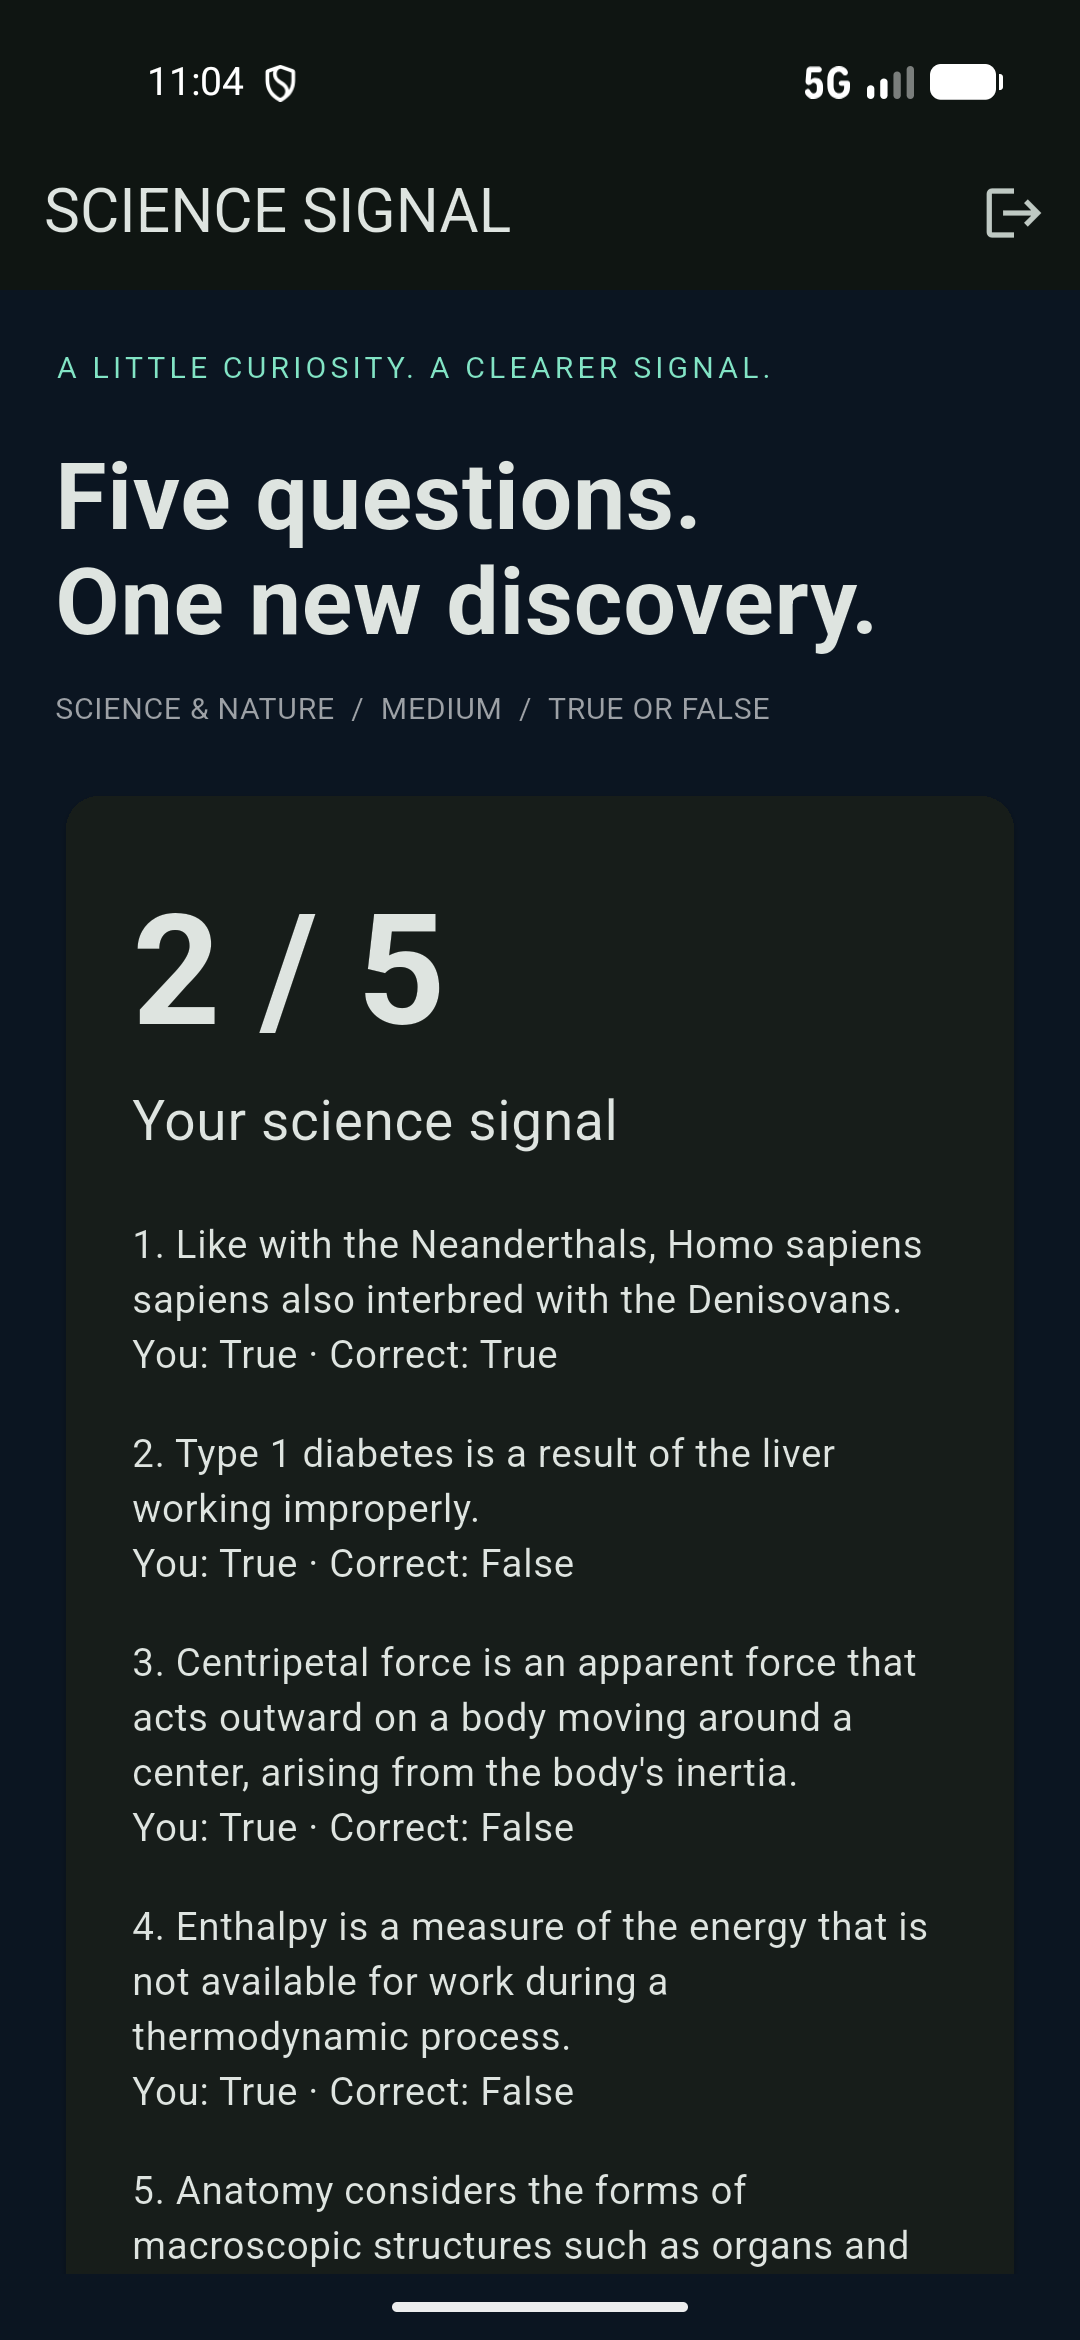 11:04
5G
SCIENCE SIGNAL
A LITTLE CURIOSITY. A CLEARER SIGNAL.
Five questions.
One new discovery.
SCIENCE & NATURE / MEDIUM / TRUE OR FALSE
2 / 5
Your science signal
1. Like with the Neanderthals, Homo sapiens
sapiens also interbred with the Denisovans.
You: True · Correct: True
2. Type 1 diabetes is a result of the liver
working improperly.
You: True · Correct: False
3. Centripetal force is an apparent force that
acts outward on a body moving around a
center, arising from the body's inertia.
You: True · Correct: False
4. Enthalpy is a measure of the energy that is
not available for work during a
thermodynamic process.
You: True · Correct: False
5. Anatomy considers the forms of
macroscopic structures such as organs and